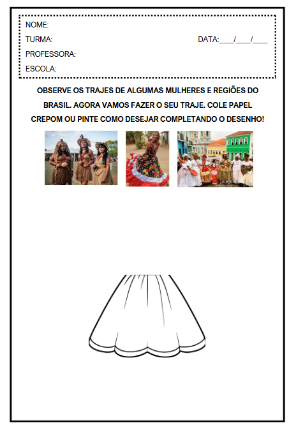 NOME:
TURMA: DATA:___/___/___
PROFESSORA:
ESCOLA:
OBSERVE OS TRAJES DE ALGUMAS MULHERES E REGIÕES DO
BRASIL. AGORA VAMOS FAZER O SEU TRAJE. COLE PAPEL
CREPOM OU PINTE COMO DESEJAR COMPLETANDO O DESENHO!